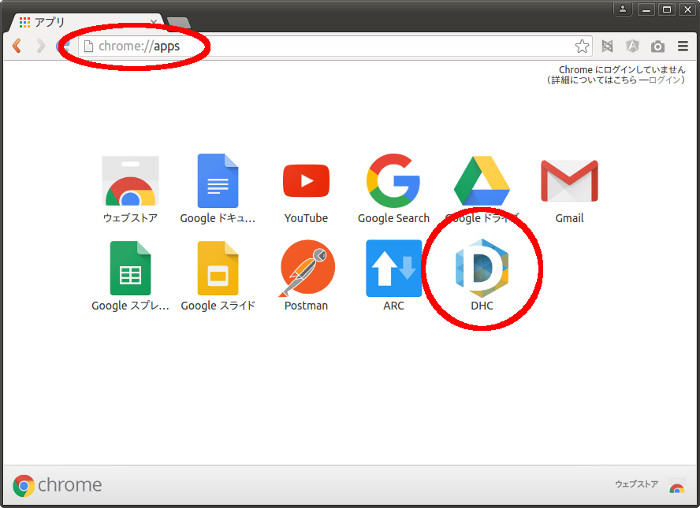 アプリ
chrome://apps
Chrome にログインしていません
(詳細についてはこちら—ログイン)
ウェブストア
Google ドキュ...
YouTube
Google Search
Google ドライブ
Gmail
Google スプレ...
Google スライド
Postman
ARC
D
DHC
chrome
ウェブストア